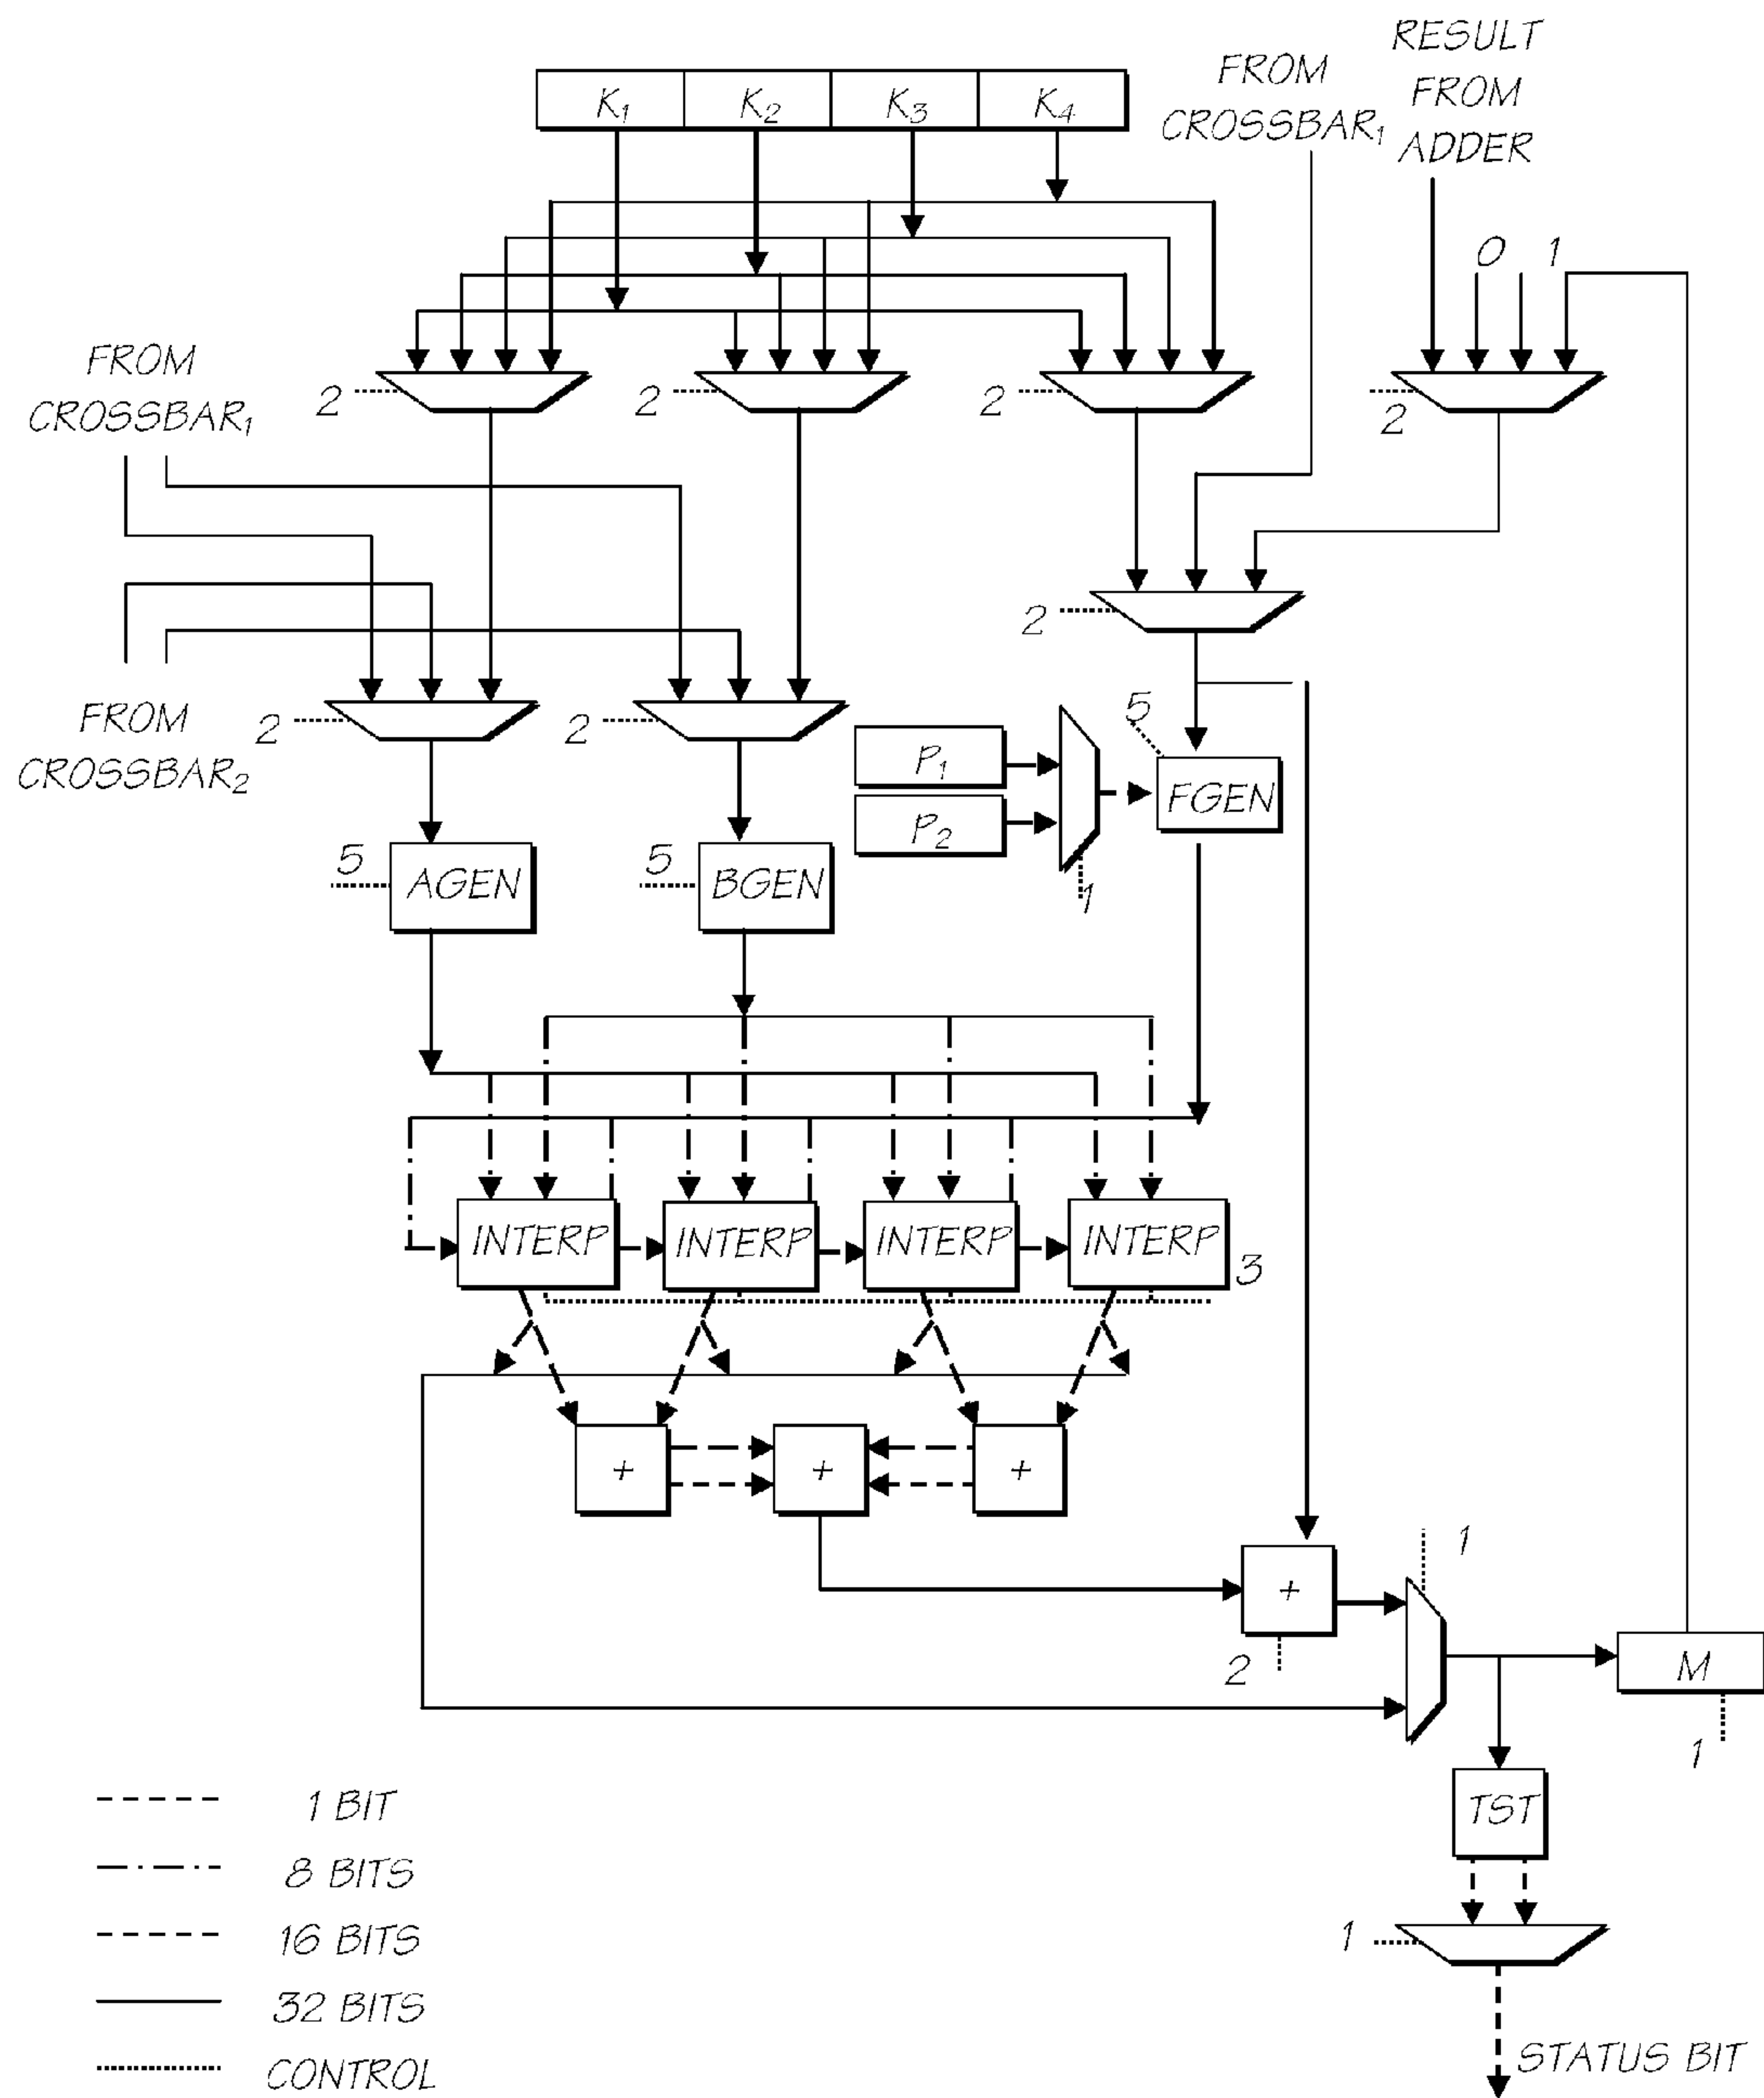 RESULT
FROM
ADDER
FROM
CROSSBAR₁
K₁ K₂ K₃ K₄
0 1
FROM
CROSSBAR₁
2 2 2 2
2
FROM
CROSSBAR₂
2 2
P₁
P₂
5
FGEN
1
5 AGEN
5 BGEN
INTERP INTERP INTERP INTERP 3
+ + +
+
2
1
M
1
TST
1
STATUS BIT
1 BIT
8 BITS
16 BITS
32 BITS
CONTROL